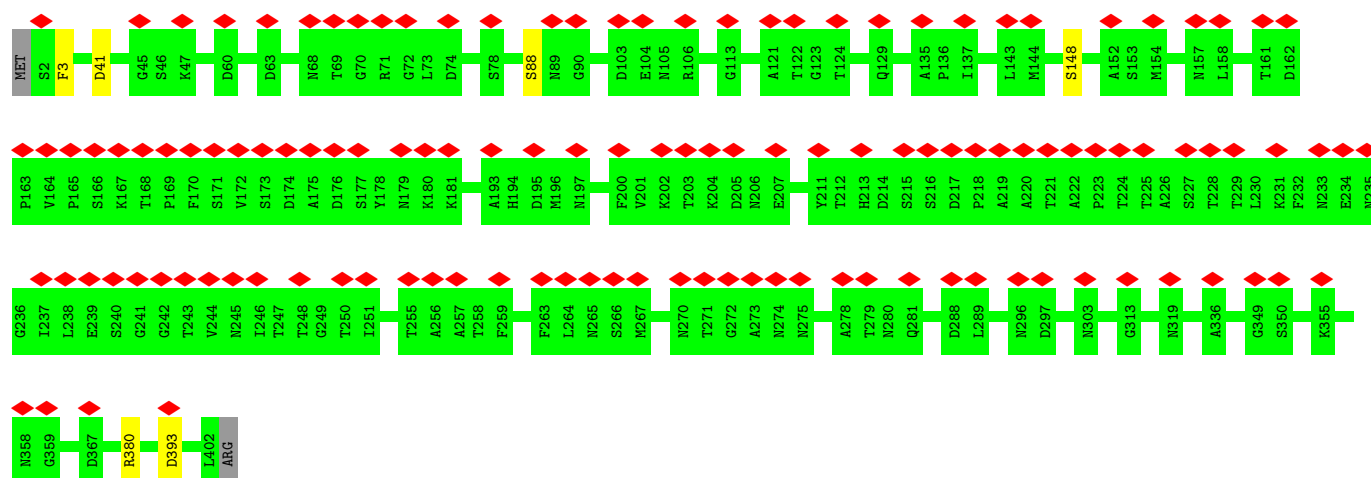 MET S2 F3 D41 G45 S46 K47 D60 D63 N68 T69 G70 R71 G72 L73 D74 S78 S88 N89 G90 D103 E104 N105 R106 G113 A121 T122 G123 T124 Q129 A135 P136 I137 L143 M144 S148 A152 S153 M154 N157 L158 T161 D162
P163 V164 P165 S166 K167 T168 P169 F170 S171 V172 S173 D174 A175 D176 S177 Y178 N179 K180 K181 A193 H194 D195 M196 N197 F200 V201 K202 T203 K204 D205 N206 E207 Y211 T212 H213 D214 S215 S216 D217 P218 A219 A220 T221 A222 P223 T224 T225 A226 S227 T228 T229 L230 K231 F232 N233 E234 N235
G236 I237 L238 E239 S240 G241 G242 T243 V244 N245 I246 T247 T248 G249 T250 I251 T255 A256 A257 T258 F259 F263 L264 N265 S266 M267 N270 T271 G272 A273 N274 N275 A278 T279 N280 Q281 D288 L289 N296 D297 N303 G313 N319 A336 G349 S350 K355
N358 G359 D367 R380 D393 L402 ARG